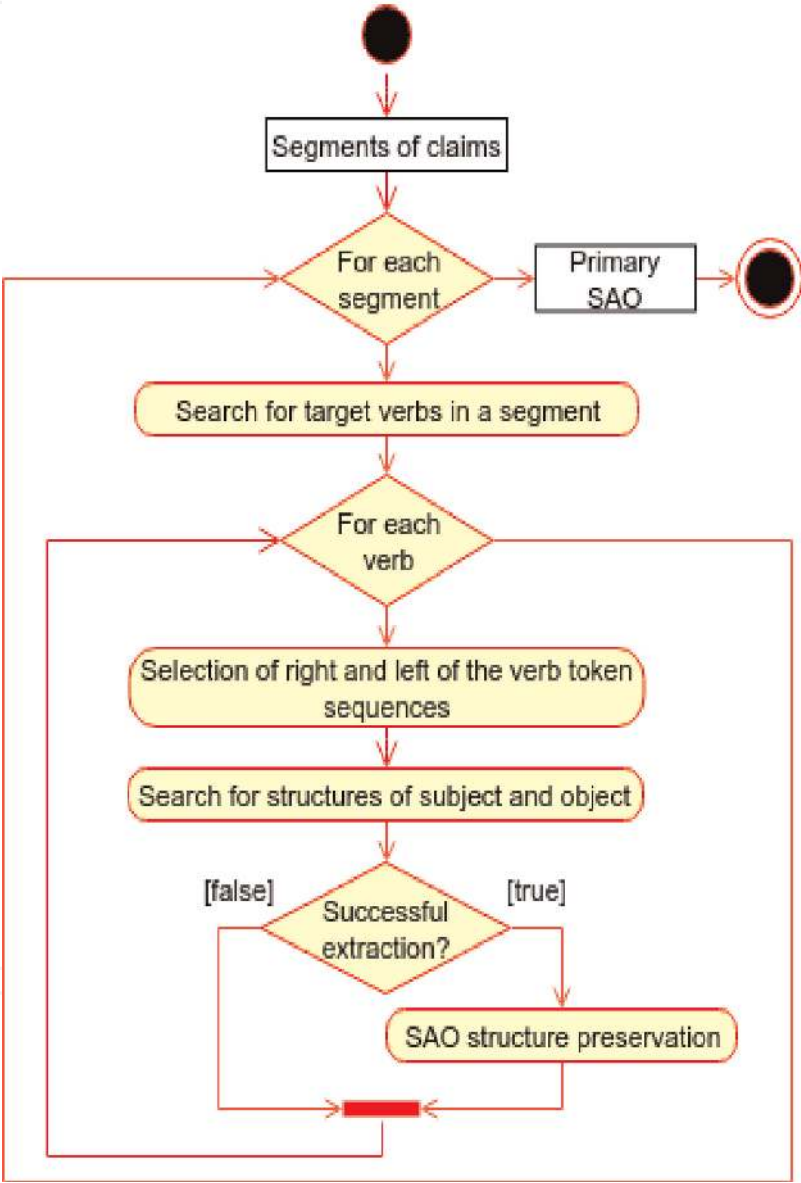 Segments of claims
For each
segment
Primary
SAO
Search for target verbs in a segment
For each
verb
Selection of right and left of the verb token
sequences
Search for structures of subject and object
[false]
[true]
Successful
extraction?
SAO structure preservation